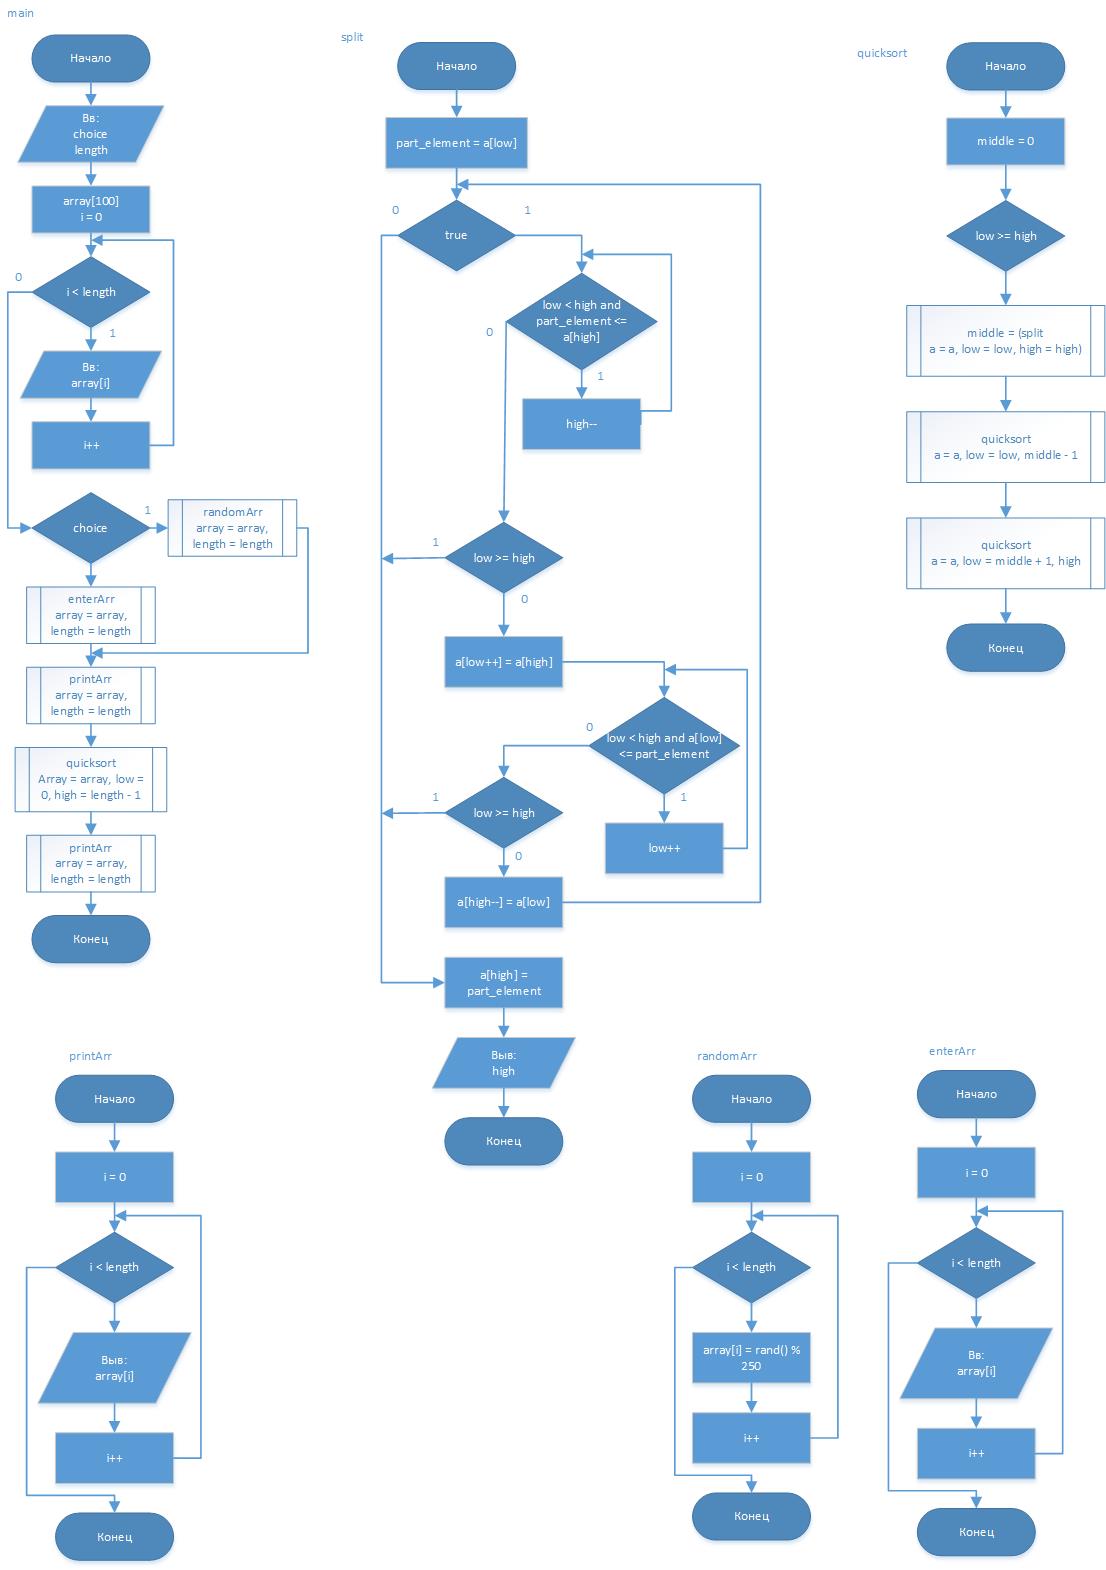 main
Начало
Вв:
choice
length
array[100]
i = 0
i < length
0
1
Вв:
array[i]
i++
choice
1
randomArr
array = array,
length = length
enterArr
array = array,
length = length
printArr
array = array,
length = length
quicksort
Array = array, low =
0, high = length - 1
printArr
array = array,
length = length
Конец
split
Начало
part_element = a[low]
0
1
true
low < high and
part_element <=
a[high]
0
1
high--
1
low >= high
0
a[low++] = a[high]
0
low < high and a[low]
<= part_element
1
low++
1
low >= high
0
a[high--] = a[low]
a[high] =
part_element
Выв:
high
Конец
quicksort
Начало
middle = 0
low >= high
middle = (split
a = a, low = low, high = high)
quicksort
a = a, low = low, middle - 1
quicksort
a = a, low = middle + 1, high
Конец
printArr
Начало
i = 0
i < length
Выв:
array[i]
i++
Конец
randomArr
Начало
i = 0
i < length
array[i] = rand() %
250
i++
Конец
enterArr
Начало
i = 0
i < length
Вв:
array[i]
i++
Конец